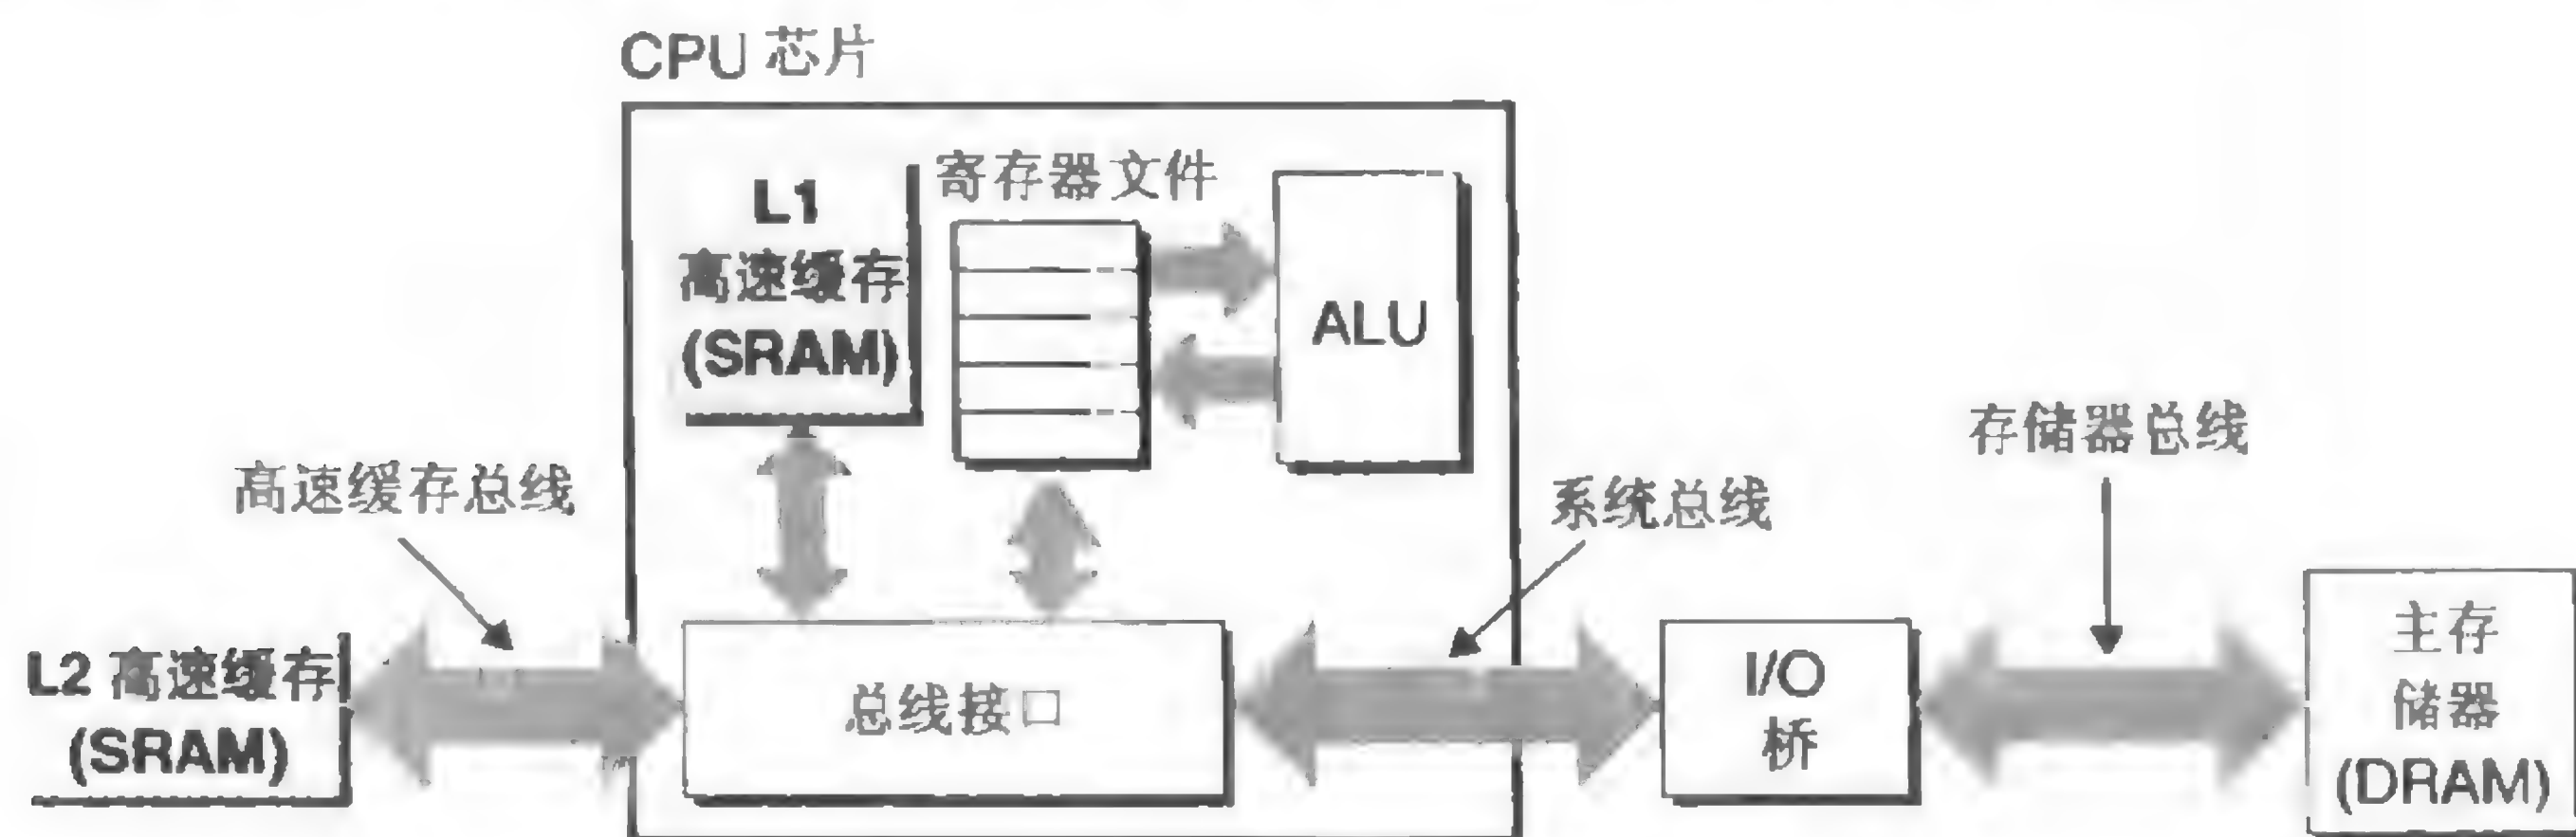 CPU 芯片
L1
高速缓存
(SRAM)
寄存器文件
ALU
高速缓存总线
系统总线
存储器总线
L2 高速缓存
(SRAM)
总线接口
I/O
桥
主存
储器
(DRAM)